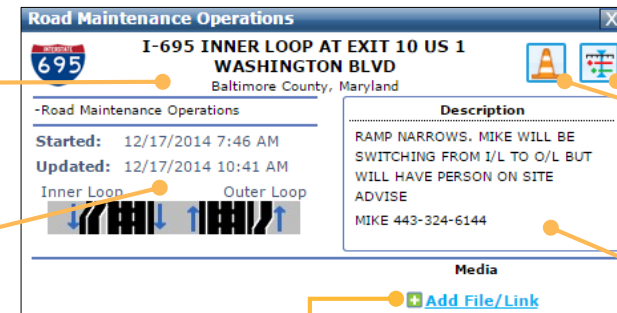 Road Maintenance Operations
X
INTERSTATE
695
I-695 INNER LOOP AT EXIT 10 US 1
WASHINGTON BLVD
Baltimore County, Maryland
-Road Maintenance Operations
Started: 12/17/2014 7:46 AM
Updated: 12/17/2014 10:41 AM
Inner Loop Outer Loop
Description
RAMP NARROWS. MIKE WILL BE
SWITCHING FROM I/L TO O/L BUT
WILL HAVE PERSON ON SITE
ADVISE
MIKE 443-324-6144
Media
Add File/Link